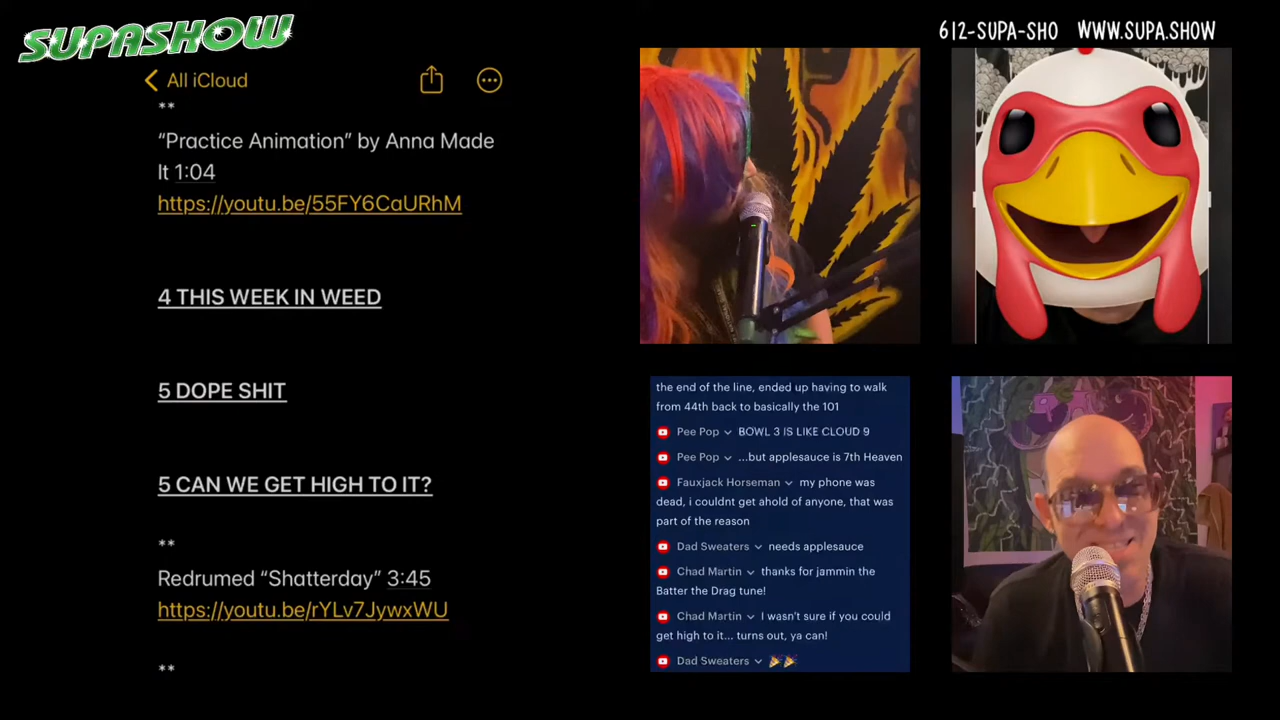 SUPASHOW
612-SUPA-SHO WWW.SUPA.SHOW
All iCloud
**
“Practice Animation” by Anna Made
It 1:04
https://youtu.be/55FY6CaURhM
4 THIS WEEK IN WEED
5 DOPE SHIT
5 CAN WE GET HIGH TO IT?
**
Redrumed “Shatterday” 3:45
https://youtu.be/rYLv7JywxWU
**
the end of the line, ended up having to walk
from 44th back to basically the 101
Pee Pop BOWL 3 IS LIKE CLOUD 9
Pee Pop ...but applesauce is 7th Heaven
Fauxjack Horseman my phone was
dead, i couldnt get ahold of anyone, that was
part of the reason
Dad Sweaters needs applesauce
Chad Martin thanks for jammin the
Batter the Drag tune!
Chad Martin I wasn't sure if you could
get high to it... turns out, ya can!
Dad Sweaters 🎉🎉